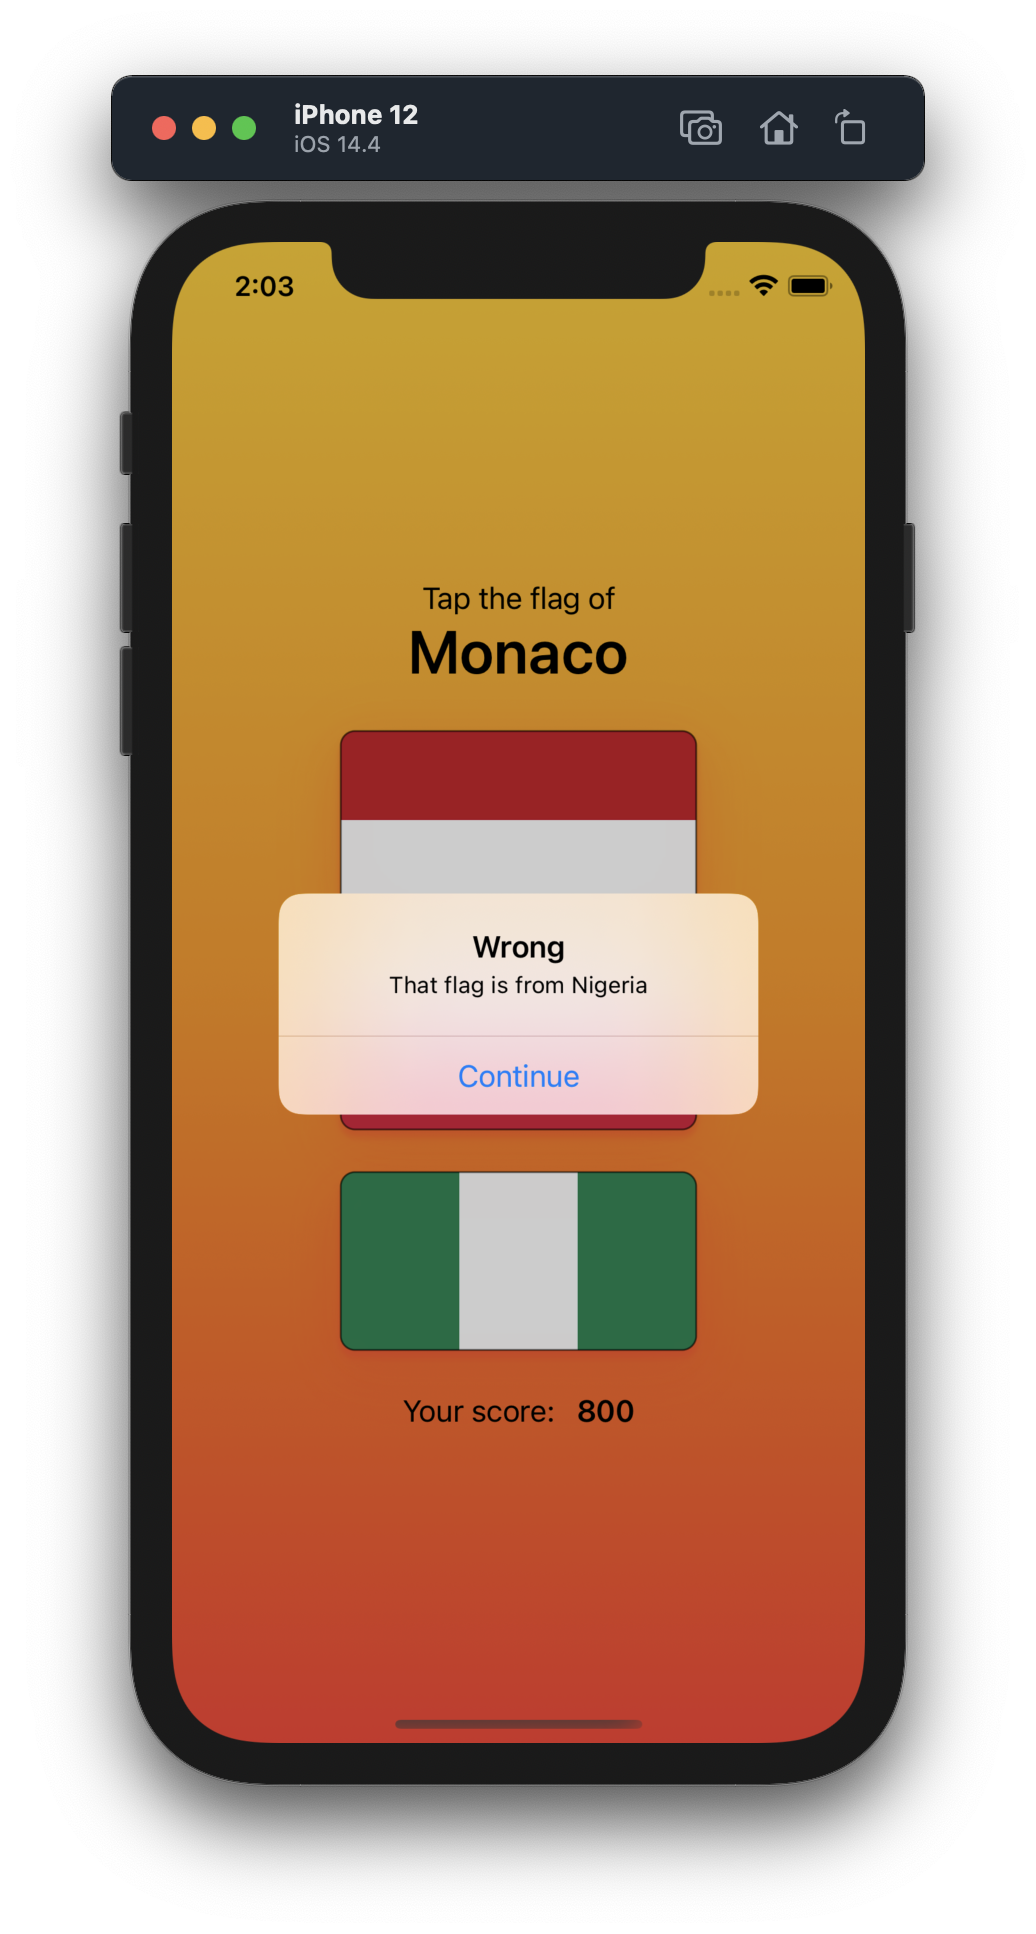 iPhone 12
iOS 14.4
2:03
Tap the flag of
Monaco
Wrong
That flag is from Nigeria
Continue
Your score: 800